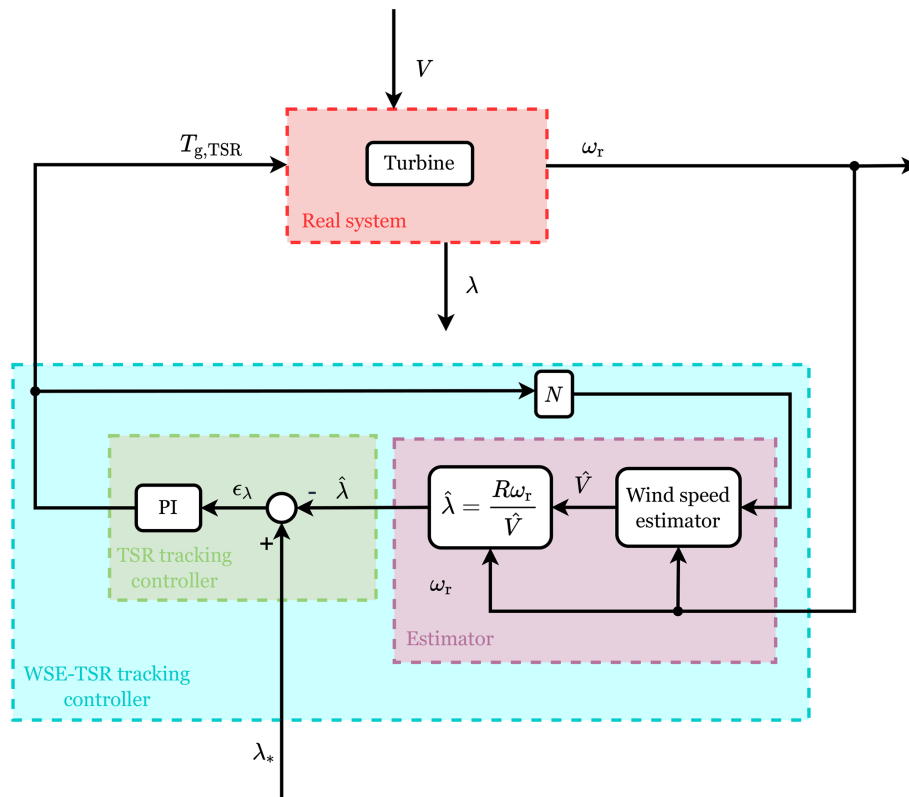 V
T_{g,TSR}
ω_r
Turbine
Real system
λ
N
λ̂ = Rω_r / V̂
V̂
Wind speed
estimator
PI
ϵ_λ
-
λ̂
+
TSR tracking
controller
ω_r
Estimator
WSE-TSR tracking
controller
λ_*